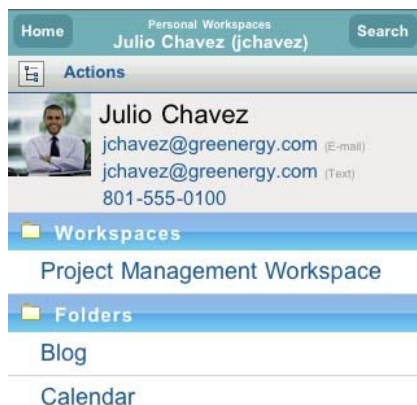 Home
Personal Workspaces
Julio Chavez (jchavez)
Search
Actions
Julio Chavez
jchavez@greenergy.com (E-mail)
jchavez@greenergy.com (Text)
801-555-0100
Workspaces
Project Management Workspace
Folders
Blog
Calendar